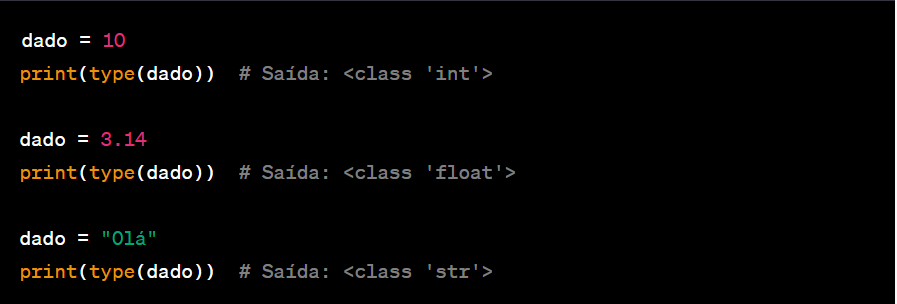 dado = 10
print(type(dado))  # Saída: <class 'int'>
dado = 3.14
print(type(dado))  # Saída: <class 'float'>
dado = "Olá"
print(type(dado))  # Saída: <class 'str'>